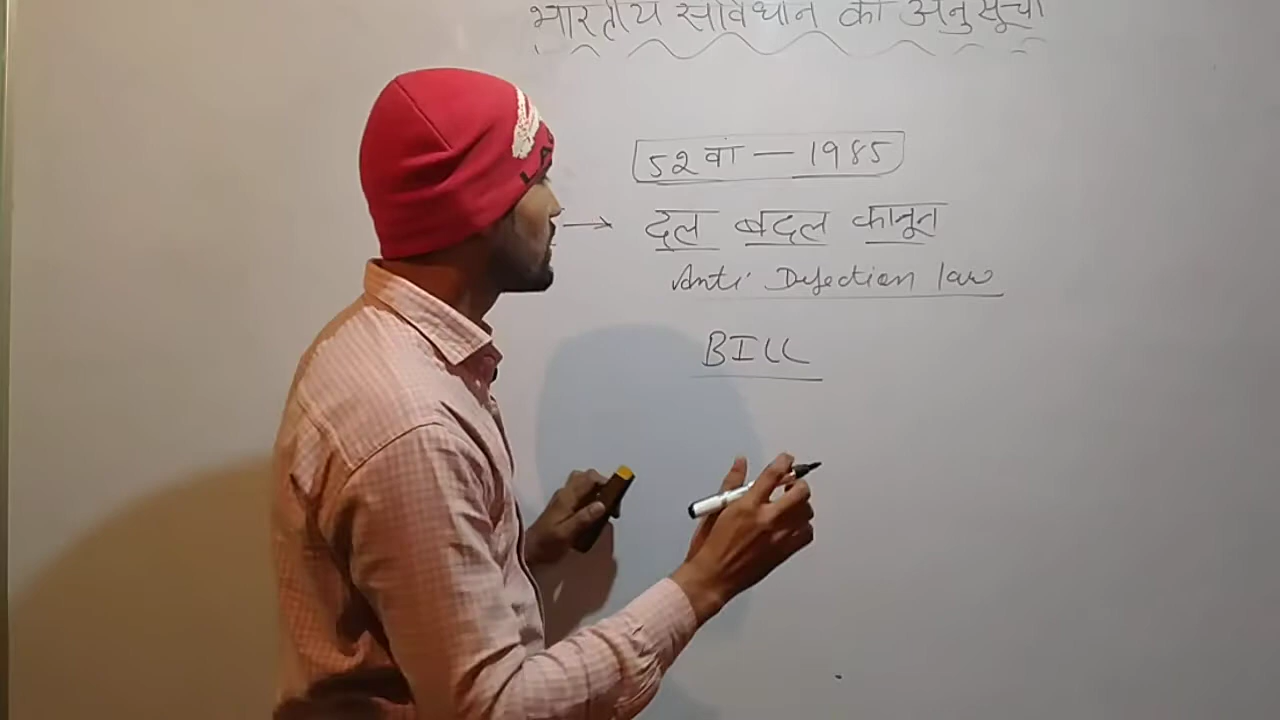 भारतीय संविधान की अनुसूची
52 वां — 1985
→ दल बदल कानून
Anti Defection law
BILL